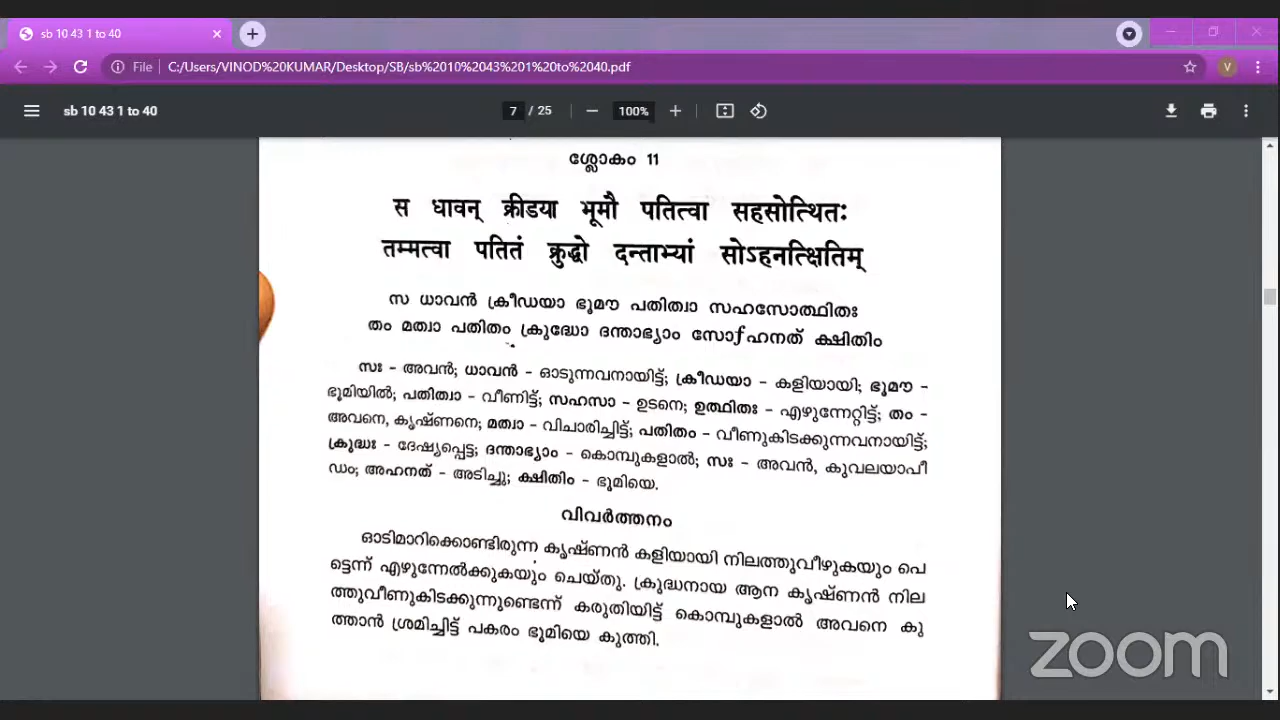 sb 10 43 1 to 40
File C:/Users/VINOD%20KUMAR/Desktop/SB/sb%2010%2043%201%20to%2040.pdf
V
sb 10 43 1 to 40
7 / 25
100%
ശ്ലോകം 11
स धावन् क्रीडया भूमौ पतित्वा सहसोत्थितः
तम्मत्वा पतितं क्रुद्धो दन्ताभ्यां सोऽहनत्क्षितिम्
സ ധാവൻ ക്രീഡയാ ഭൂമൗ പതിത്വാ സഹസോത്ഥിതഃ
തം മത്വാ പതിതം ക്രുദ്ധോ ദന്താഭ്യാം സോƒഹനത് ക്ഷിതിം
സഃ - അവൻ; ധാവൻ - ഓടുന്നവനായിട്ട്; ക്രീഡയാ - കളിയായി; ഭൂമൗ -
ഭൂമിയിൽ; പതിത്വാ - വീണിട്ട്; സഹസാ - ഉടനെ; ഉത്ഥിതഃ - എഴുന്നേറ്റിട്ട്; തം -
അവനെ, കൃഷ്ണനെ; മത്വാ - വിചാരിച്ചിട്ട്; പതിതം - വീണുകിടക്കുന്നവനായിട്ട്;
ക്രുദ്ധഃ - ദേഷ്യപ്പെട്ട; ദന്താഭ്യാം - കൊമ്പുകളാൽ; സഃ - അവൻ, കുവലയാപീ
ഡം; അഹനത് - അടിച്ചു; ക്ഷിതിം - ഭൂമിയെ.
വിവർത്തനം
ഓടിമാറിക്കൊണ്ടിരുന്ന കൃഷ്ണൻ കളിയായി നിലത്തുവീഴുകയും പെ
ട്ടെന്ന് എഴുന്നേൽക്കുകയും ചെയ്തു. ക്രുദ്ധനായ ആന കൃഷ്ണൻ നില
ത്തുവീണുകിടക്കുന്നുണ്ടെന്ന് കരുതിയിട്ട് കൊമ്പുകളാൽ അവനെ കു
ത്താൻ ശ്രമിച്ചിട്ട് പകരം ഭൂമിയെ കുത്തി.
zoom